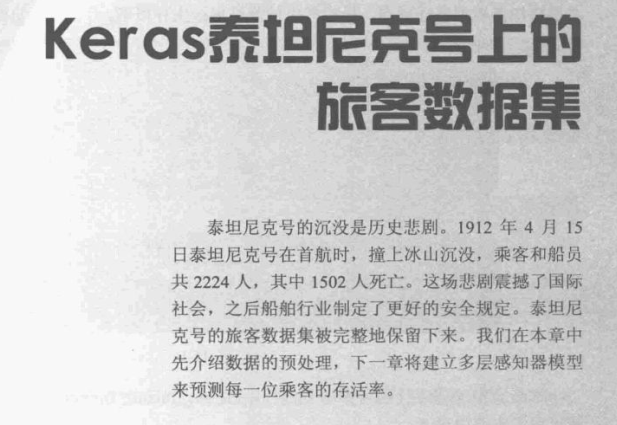 Keras泰坦尼克号上的
旅客数据集
泰坦尼克号的沉没是历史悲剧。1912 年 4 月 15
日泰坦尼克号在首航时，撞上冰山沉没，乘客和船员
共 2224 人，其中 1502 人死亡。这场悲剧震撼了国际
社会，之后船舶行业制定了更好的安全规定。泰坦尼
克号的旅客数据集被完整地保留下来。我们在本章中
先介绍数据的预处理，下一章将建立多层感知器模型
来预测每一位乘客的存活率。